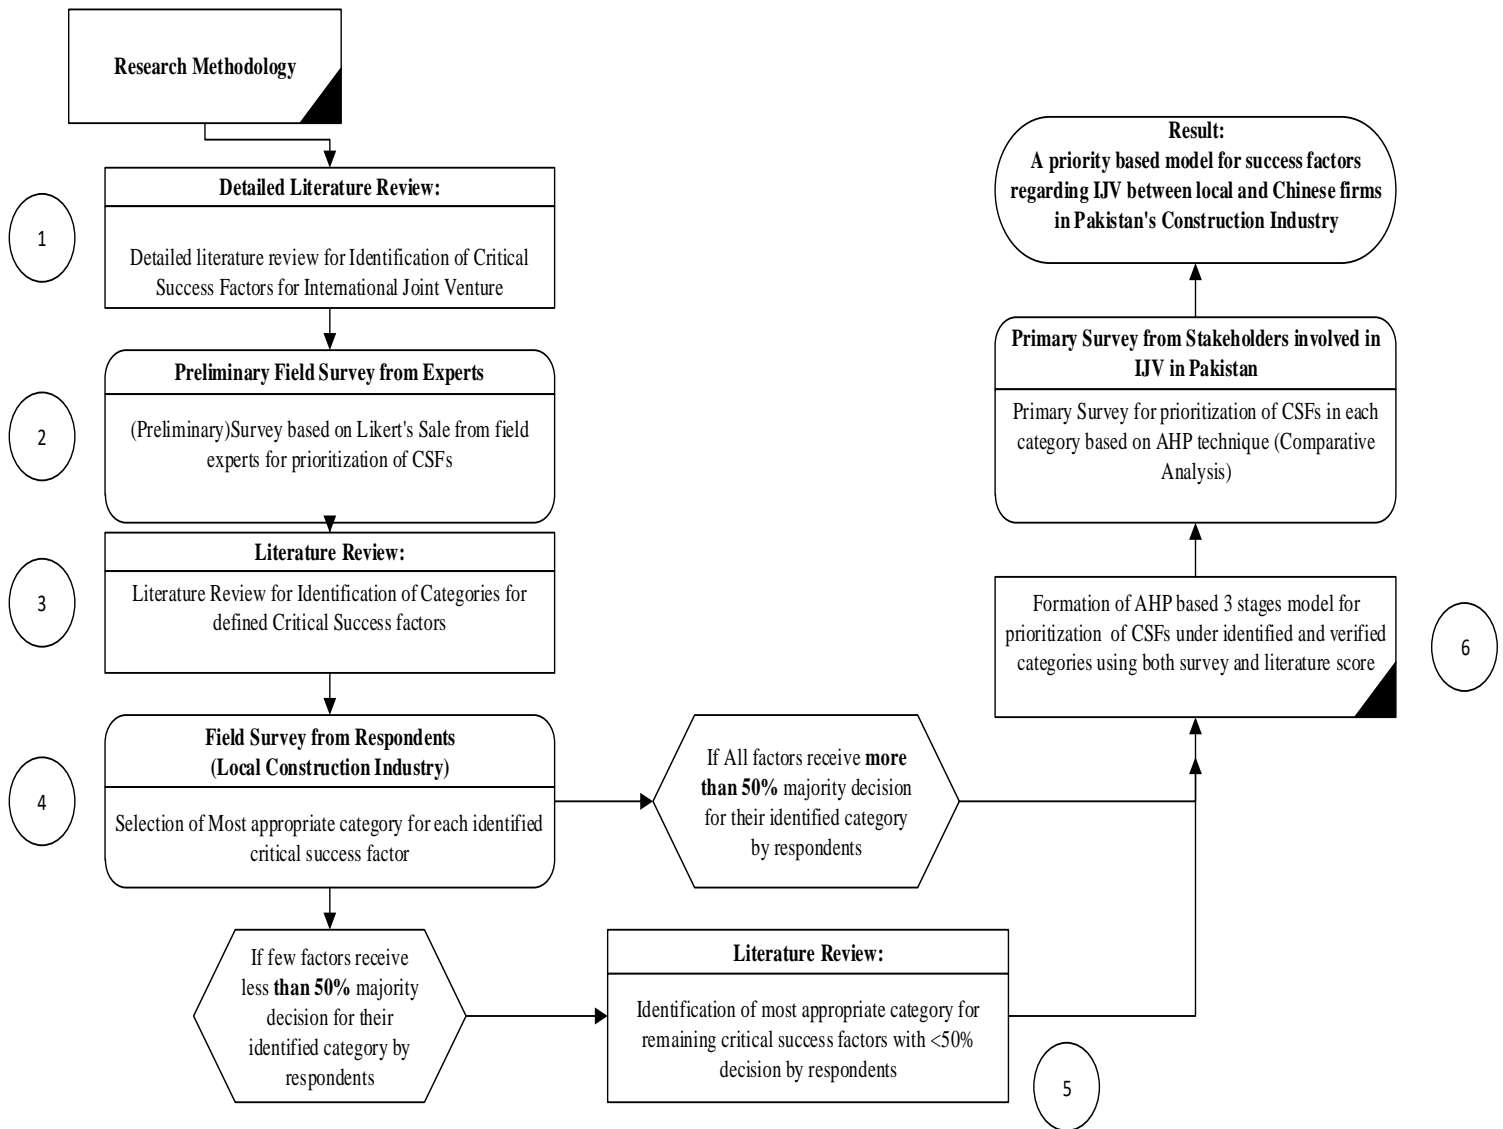 Research Methodology
1
Detailed Literature Review:
Detailed literature review for Identification of Critical
Success Factors for International Joint Venture
2
Preliminary Field Survey from Experts
(Preliminary)Survey based on Likert's Sale from field
experts for prioritization of CSFs
3
Literature Review:
Literature Review for Identification of Categories for
defined Critical Success factors
4
Field Survey from Respondents
(Local Construction Industry)
Selection of Most appropriate category for each identified
critical success factor
If All factors receive more
than 50% majority decision
for their identified category
by respondents
If few factors receive
less than 50% majority
decision for their
identified category by
respondents
Literature Review:
Identification of most appropriate category for
remaining critical success factors with <50%
decision by respondents
5
Formation of AHP based 3 stages model for
prioritization of CSFs under identified and verified
categories using both survey and literature score
6
Primary Survey from Stakeholders involved in
IJV in Pakistan
Primary Survey for prioritization of CSFs in each
category based on AHP technique (Comparative
Analysis)
Result:
A priority based model for success factors
regarding IJV between local and Chinese firms
in Pakistan's Construction Industry